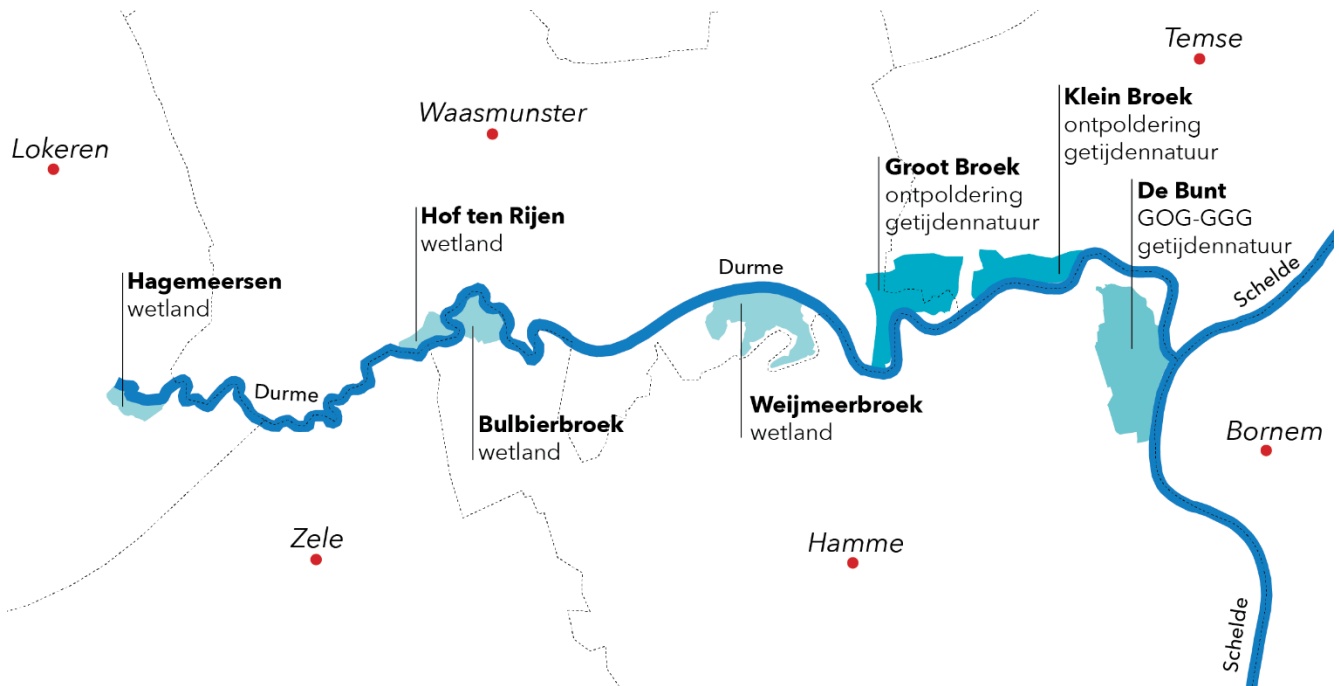 Temse
Waasmunster
Lokeren
Klein Broek
ontpoldering
getijdennatuur
Groot Broek
ontpoldering
getijdennatuur
De Bunt
GOG-GGG
getijdennatuur
Hof ten Rijen
wetland
Hagemeersen
wetland
Durme
Schelde
Durme
Bulbierbroek
wetland
Weijmeerbroek
wetland
Bornem
Zele
Hamme
Schelde